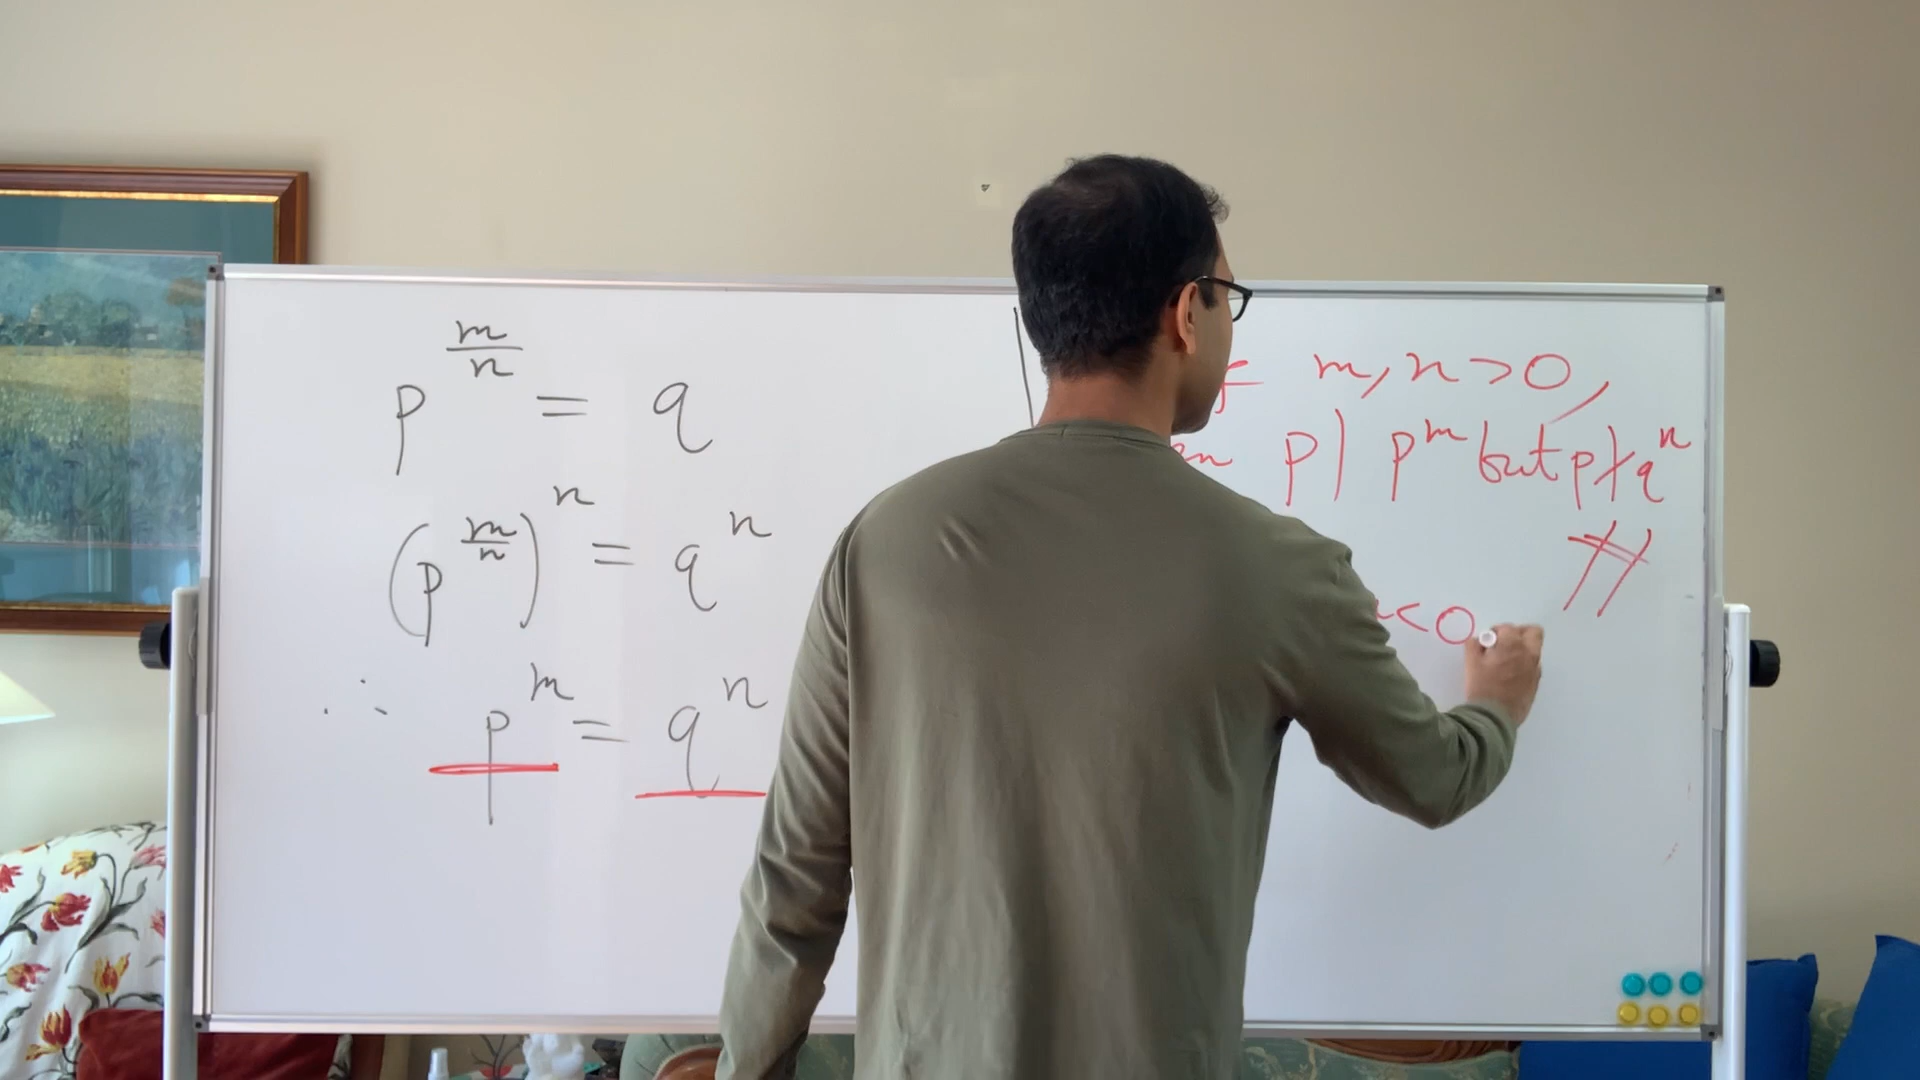 p^{m/n} = q
(p^{m/n})^n = q^n
∴ p^m = q^n
m, n > 0,
p | p^m but p ∤ q^n
< 0